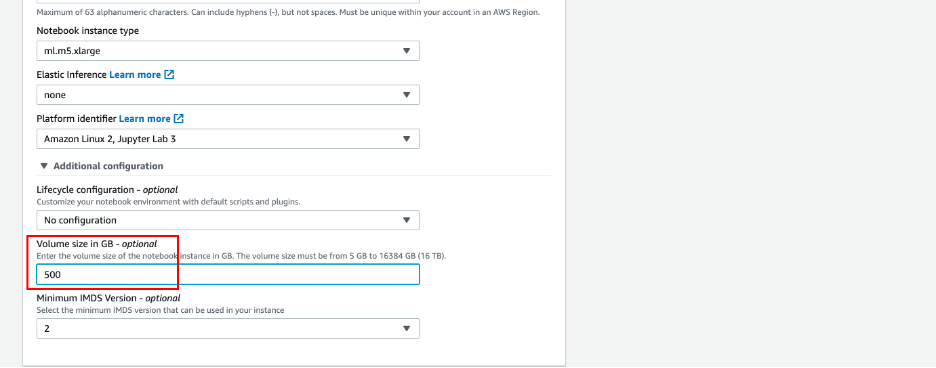 Maximum of 63 alphanumeric characters. Can include hyphens (-), but not spaces. Must be unique within your account in an AWS Region.
Notebook instance type
ml.m5.xlarge
Elastic Inference Learn more
none
Platform identifier Learn more
Amazon Linux 2, Jupyter Lab 3
Additional configuration
Lifecycle configuration - optional
Customize your notebook environment with default scripts and plugins.
No configuration
Volume size in GB - optional
Enter the volume size of the notebook instance in GB. The volume size must be from 5 GB to 16384 GB (16 TB).
500
Minimum IMDS Version - optional
Select the minimum IMDS version that can be used in your instance
2